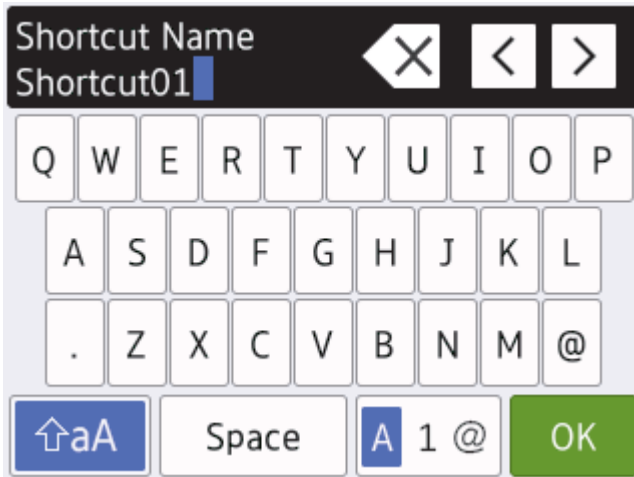 Shortcut Name
Shortcut01
Q W E R T Y U I O P
A S D F G H J K L
. Z X C V B N M @
aA Space A 1 @ OK